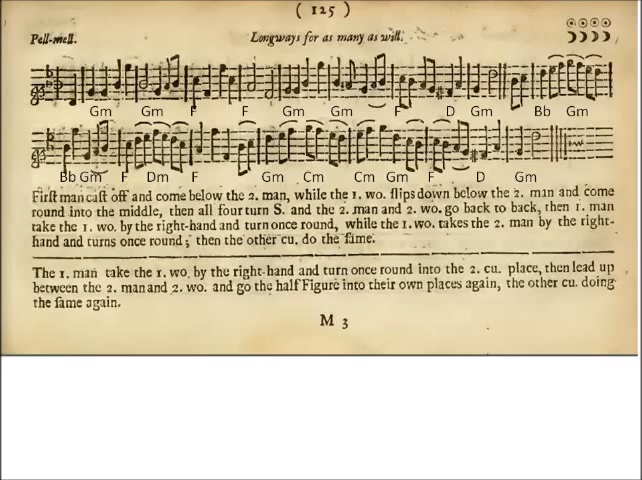 ( 125 )
Pell-mell. Longways for as many as will.
Gm Gm F F Gm Gm F D Gm Bb Gm
Bb Gm F Dm F Gm Cm Cm Gm F D Gm
First man cast off and come below the 2. man, while the 1. wo. slips down below the 2. man and come
round into the middle, then all four turn S. and the 2. man and 2. wo. go back to back, then 1. man
take the 1. wo. by the right-hand and turn once round, while the 1. wo. takes the 2. man by the right-
hand and turns once round; then the other cu. do the same.
The 1. man take the 1. wo. by the right-hand and turn once round into the 2. cu. place, then lead up
between the 2. man and 2. wo. and go the half Figure into their own places again, the other cu. doing
the same again.
M 3